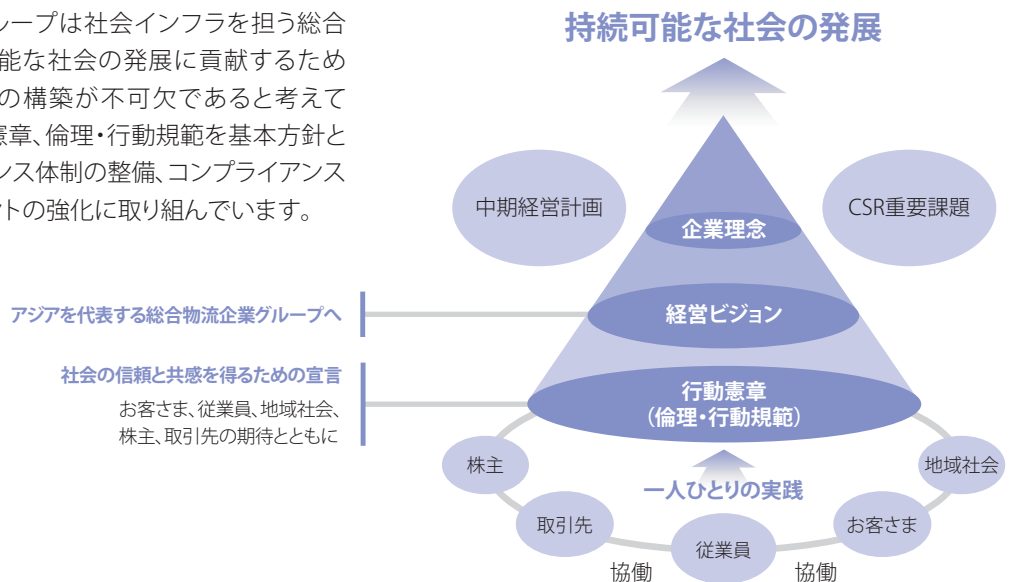 ループは社会インフラを担う総合
能な社会の発展に貢献するため
の構築が不可欠であると考えて
憲章、倫理・行動規範を基本方針と
ンス体制の整備、コンプライアンス
ントの強化に取り組んでいます。
持続可能な社会の発展
中期経営計画
CSR重要課題
企業理念
アジアを代表する総合物流企業グループへ
経営ビジョン
社会の信頼と共感を得るための宣言
お客さま、従業員、地域社会、
株主、取引先の期待とともに
行動憲章
（倫理・行動規範）
株主
地域社会
一人ひとりの実践
取引先
お客さま
従業員
協働
協働